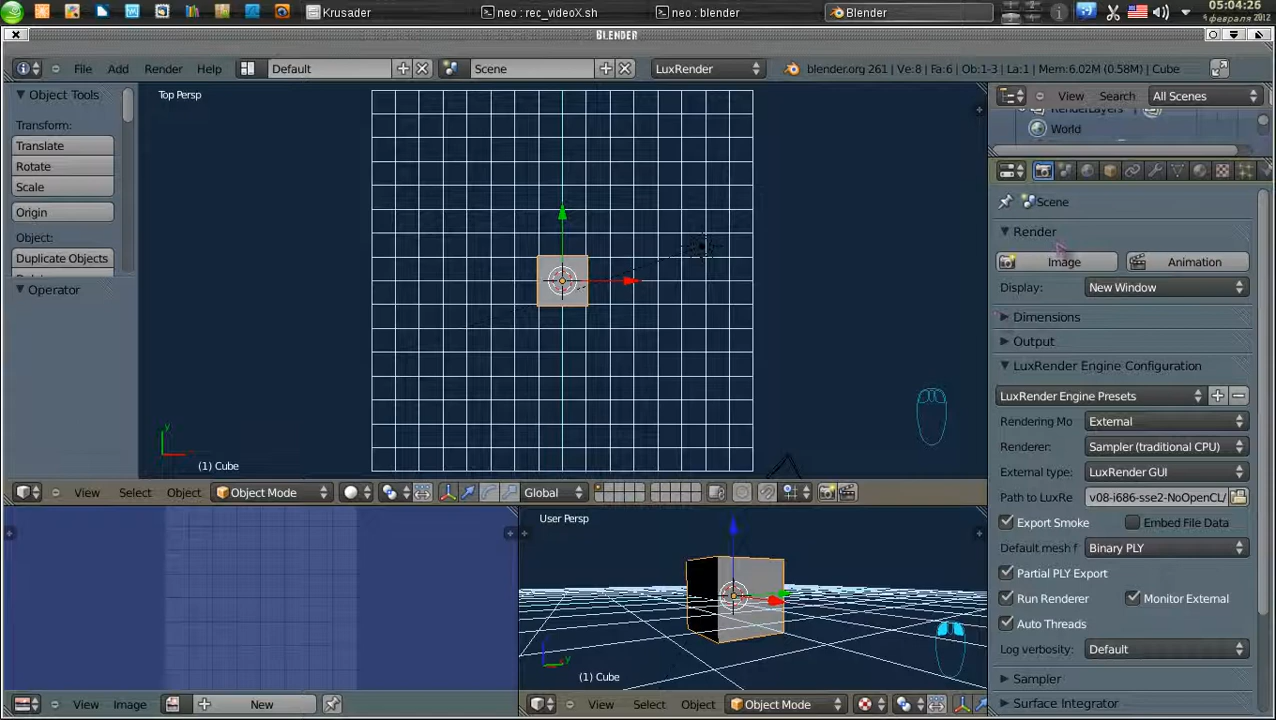 Krusader neo : rec_videoX.sh neo : blender Blender 05:04:26
4 февраля 2012
BLENDER
File Add Render Help Default Scene LuxRender blender.org 261 | Ve:8 | Fa:6 | Ob:1-3 | La:1 | Mem:6.02M (0.58M) | Cube
Object Tools
Transform:
Translate
Rotate
Scale
Origin
Object:
Duplicate Objects
Operator
Top Persp
(1) Cube
View Select Object Object Mode Global
View Image New
User Persp
(1) Cube
View Select Object Object Mode
View Search All Scenes
RenderLayers
World
Scene
Render
Image Animation
Display: New Window
Dimensions
Output
LuxRender Engine Configuration
LuxRender Engine Presets
Rendering Mo External
Renderer: Sampler (traditional CPU)
External type: LuxRender GUI
Path to LuxRe v08-i686-sse2-NoOpenCL/
Export Smoke Embed File Data
Default mesh f Binary PLY
Partial PLY Export
Run Renderer Monitor External
Auto Threads
Log verbosity: Default
Sampler
Surface Integrator